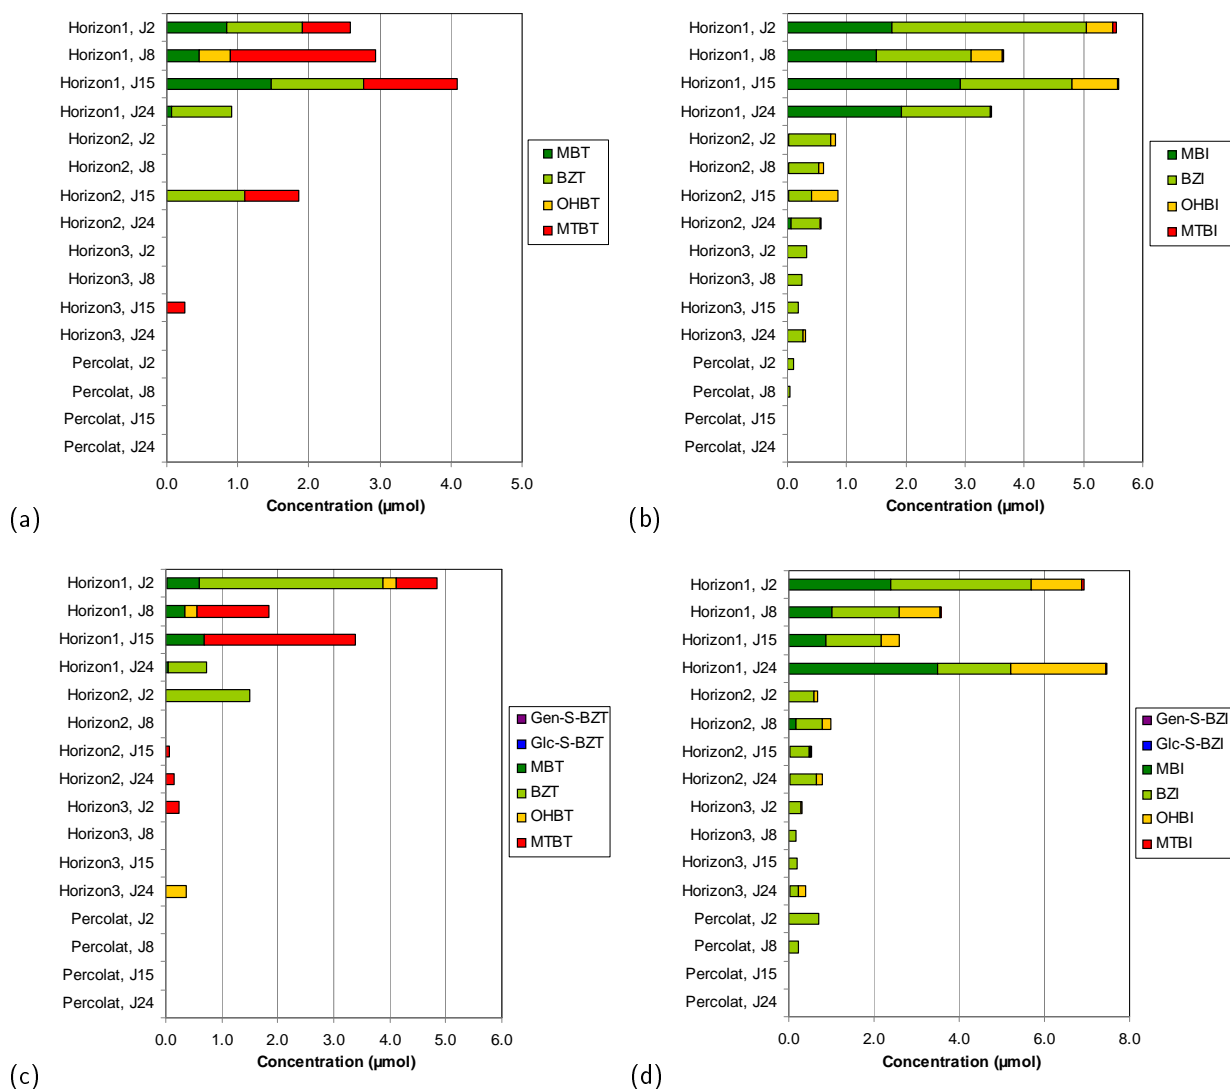 Horizon1, J2
Horizon1, J8
Horizon1, J15
Horizon1, J24
Horizon2, J2
Horizon2, J8
Horizon2, J15
Horizon2, J24
Horizon3, J2
Horizon3, J8
Horizon3, J15
Horizon3, J24
Percolat, J2
Percolat, J8
Percolat, J15
Percolat, J24
0.0 1.0 2.0 3.0 4.0 5.0
Concentration (µmol)
MBT
BZT
OHBT
MTBT
(a)
Horizon1, J2
Horizon1, J8
Horizon1, J15
Horizon1, J24
Horizon2, J2
Horizon2, J8
Horizon2, J15
Horizon2, J24
Horizon3, J2
Horizon3, J8
Horizon3, J15
Horizon3, J24
Percolat, J2
Percolat, J8
Percolat, J15
Percolat, J24
0.0 1.0 2.0 3.0 4.0 5.0 6.0
Concentration (µmol)
MBI
BZI
OHBI
MTBI
(b)
Horizon1, J2
Horizon1, J8
Horizon1, J15
Horizon1, J24
Horizon2, J2
Horizon2, J8
Horizon2, J15
Horizon2, J24
Horizon3, J2
Horizon3, J8
Horizon3, J15
Horizon3, J24
Percolat, J2
Percolat, J8
Percolat, J15
Percolat, J24
0.0 1.0 2.0 3.0 4.0 5.0 6.0
Concentration (µmol)
Gen-S-BZT
Glc-S-BZT
MBT
BZT
OHBT
MTBT
(c)
Horizon1, J2
Horizon1, J8
Horizon1, J15
Horizon1, J24
Horizon2, J2
Horizon2, J8
Horizon2, J15
Horizon2, J24
Horizon3, J2
Horizon3, J8
Horizon3, J15
Horizon3, J24
Percolat, J2
Percolat, J8
Percolat, J15
Percolat, J24
0.0 2.0 4.0 6.0 8.0
Concentration (µmol)
Gen-S-BZI
Glc-S-BZI
MBI
BZI
OHBI
MTBI
(d)